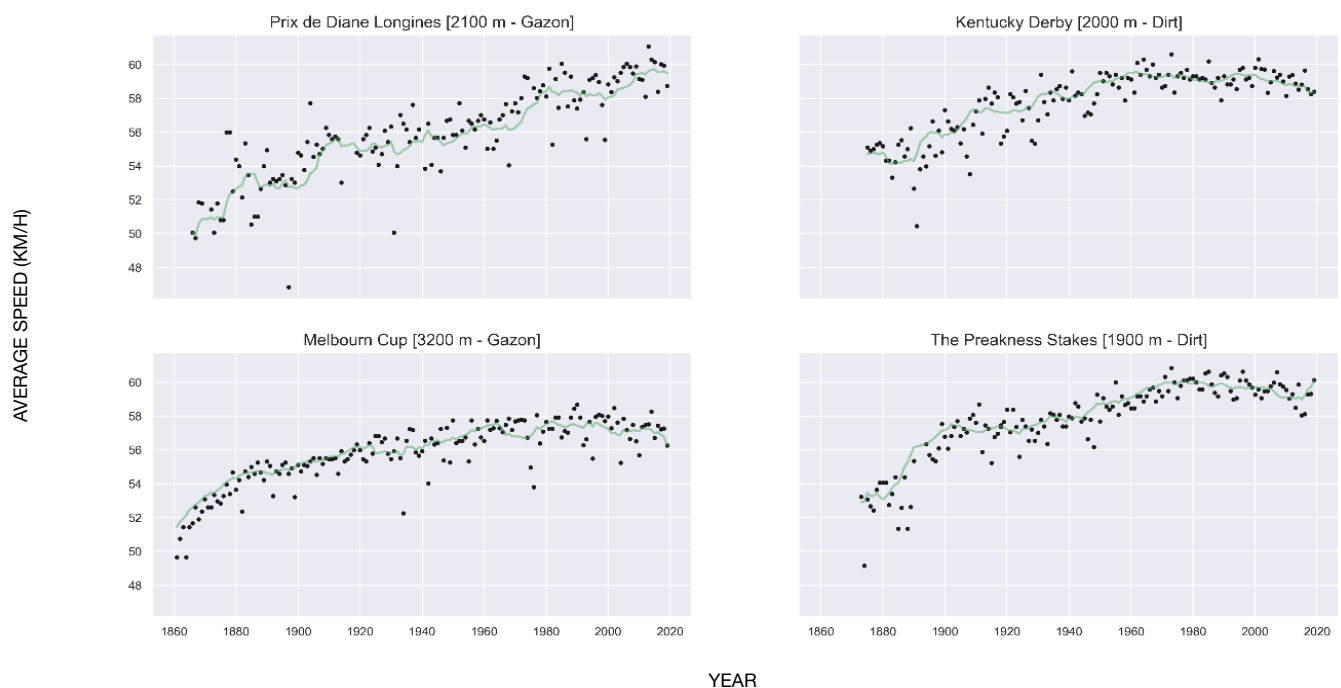 Prix de Diane Longines [2100 m - Gazon]
60
58
56
54
52
50
48
Kentucky Derby [2000 m - Dirt]
AVERAGE SPEED (KM/H)
Melbourn Cup [3200 m - Gazon]
60
58
56
54
52
50
48
1860 1880 1900 1920 1940 1960 1980 2000 2020
The Preakness Stakes [1900 m - Dirt]
1860 1880 1900 1920 1940 1960 1980 2000 2020
YEAR